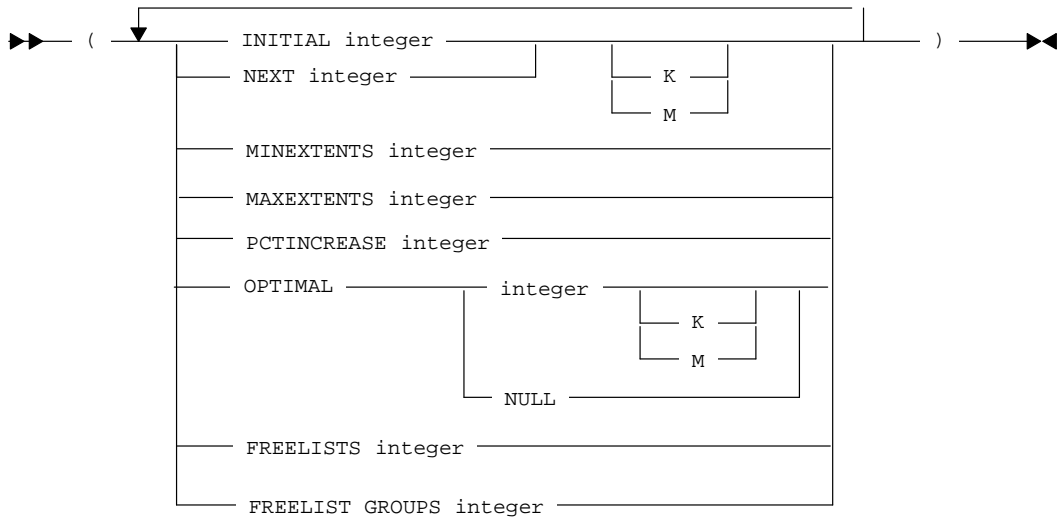 ( INITIAL integer )
NEXT integer K
M
MINEXTENTS integer
MAXEXTENTS integer
PCTINCREASE integer
OPTIMAL integer
K
M
NULL
FREELISTS integer
FREELIST GROUPS integer